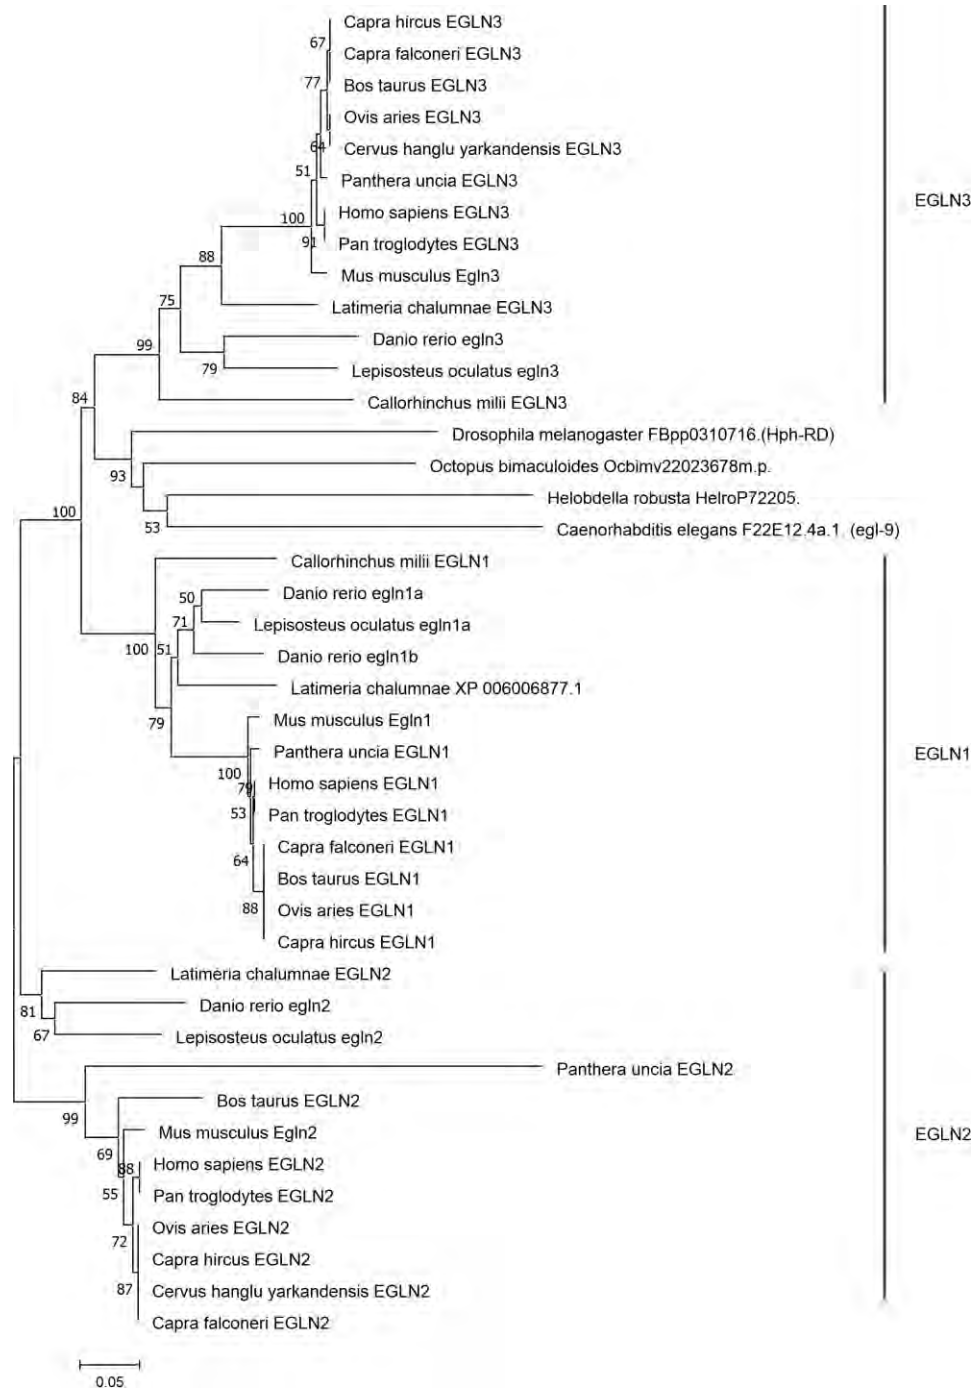 Capra hircus EGLN3
67
Capra falconeri EGLN3
77
Bos taurus EGLN3
Ovis aries EGLN3
64
Cervus hanglu yarkandensis EGLN3
51
Panthera uncia EGLN3
EGLN3
Homo sapiens EGLN3
100
91
Pan troglodytes EGLN3
88
Mus musculus Egln3
75
Latimeria chalumnae EGLN3
99
Danio rerio egln3
79
Lepisosteus oculatus egln3
84
Callorhinchus milii EGLN3
Drosophila melanogaster FBpp0310716.(Hph-RD)
93
Octopus bimaculoides Ocbimv22023678m.p.
Helobdella robusta HelroP72205.
100
53
Caenorhabditis elegans F22E12.4a.1. (egl-9)
Callorhinchus milii EGLN1
50
Danio rerio egln1a
71
Lepisosteus oculatus egln1a
100
51
Danio rerio egln1b
Latimeria chalumnae XP 006006877.1
79
Mus musculus Egln1
Panthera uncia EGLN1
EGLN1
100
79
Homo sapiens EGLN1
53
Pan troglodytes EGLN1
Capra falconeri EGLN1
64
Bos taurus EGLN1
88
Ovis aries EGLN1
Capra hircus EGLN1
Latimeria chalumnae EGLN2
81
Danio rerio egln2
67
Lepisosteus oculatus egln2
Panthera uncia EGLN2
99
Bos taurus EGLN2
Mus musculus Egln2
EGLN2
69
88
Homo sapiens EGLN2
55
Pan troglodytes EGLN2
Ovis aries EGLN2
72
Capra hircus EGLN2
87
Cervus hanglu yarkandensis EGLN2
Capra falconeri EGLN2
0.05